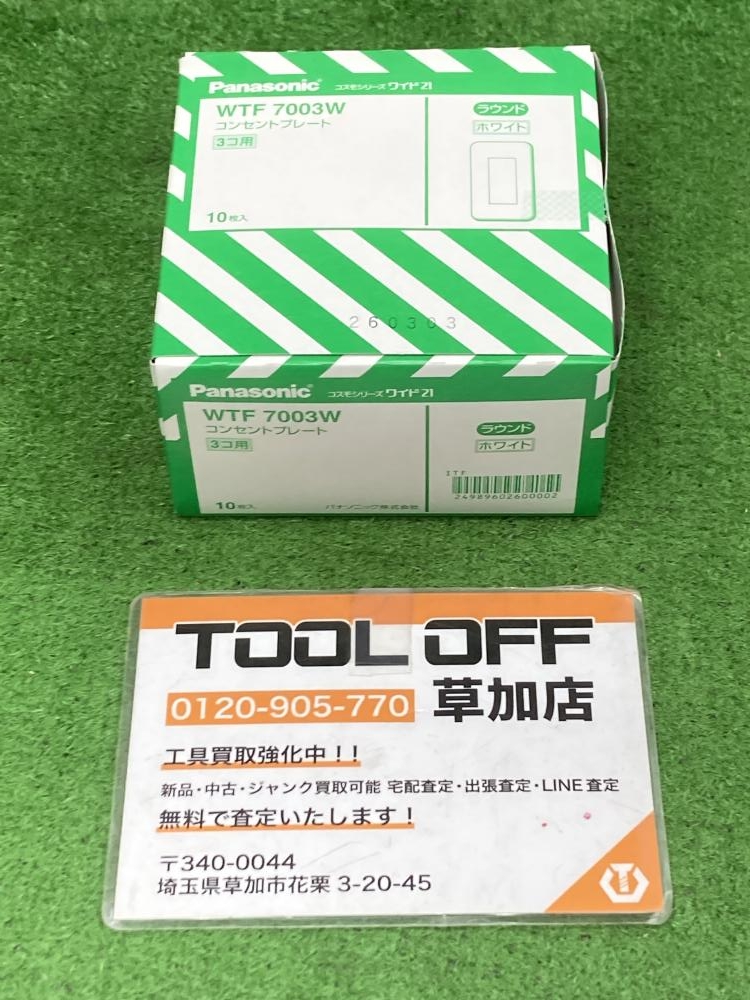 Panasonic コスモシリーズ ワイド21
WTF 7003W
コンセントプレート
3コ用
ラウンド
ホワイト
10枚入
260303
Panasonic コスモシリーズ ワイド21
WTF 7003W
コンセントプレート
3コ用
ラウンド
ホワイト
ITF
24989602600002
10枚入
パナソニック株式会社
TOOL OFF
0120-905-770 草加店
工具買取強化中!!
新品・中古・ジャンク買取可能 宅配査定・出張査定・LINE査定
無料で査定いたします!
〒340-0044
埼玉県草加市花栗 3-20-45